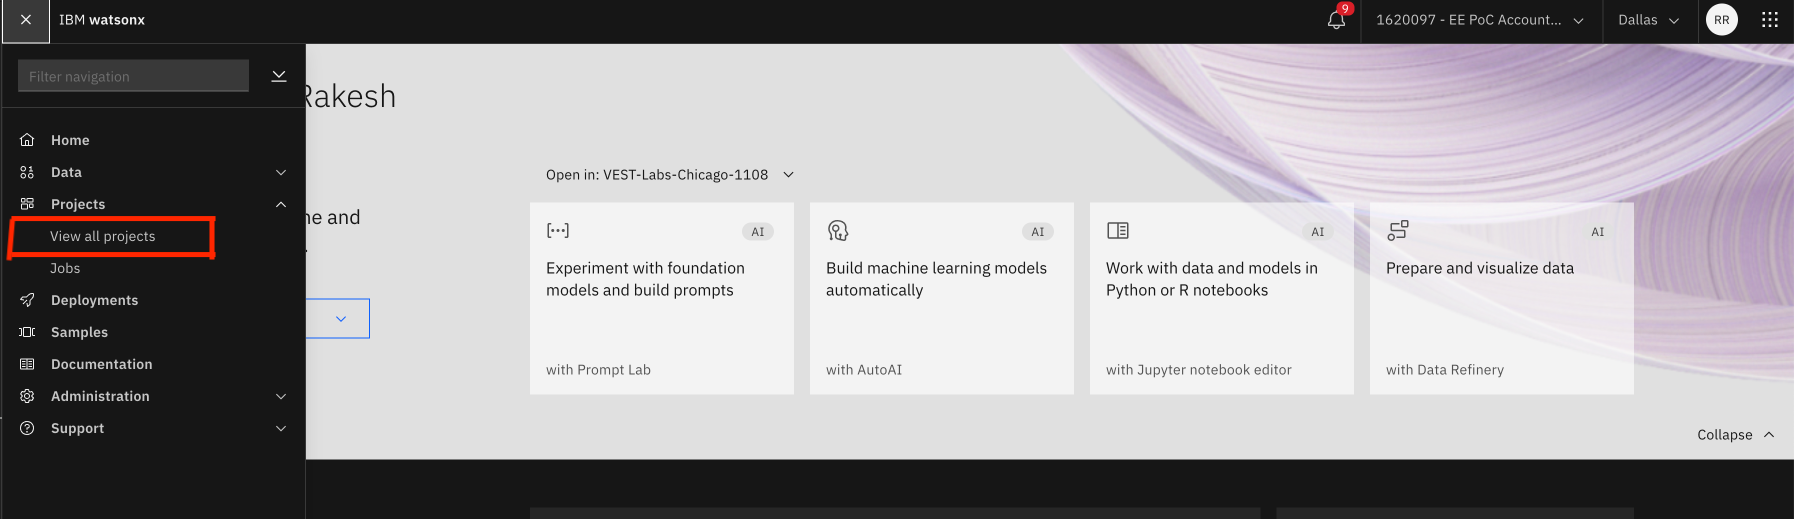 IBM watsonx
9
1620097 - EE PoC Account...
Dallas
RR
Filter navigation
Rakesh
Home
Data
Open in: VEST-Labs-Chicago-1108
Projects
ne and
View all projects
Jobs
Deployments
Samples
Documentation
Administration
Support
AI
Experiment with foundation
models and build prompts
with Prompt Lab
AI
Build machine learning models
automatically
with AutoAI
AI
Work with data and models in
Python or R notebooks
with Jupyter notebook editor
AI
Prepare and visualize data
with Data Refinery
Collapse